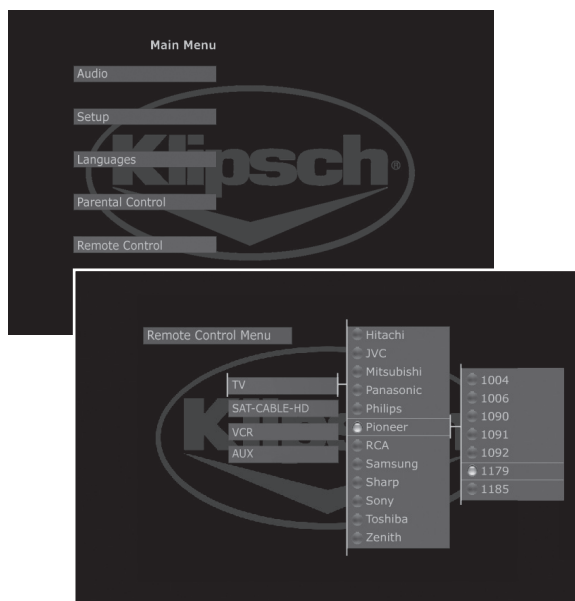 Main Menu
Audio
Setup
Languages
Parental Control
Remote Control
Klipsch®
Remote Control Menu
TV
SAT-CABLE-HD
VCR
AUX
Hitachi
JVC
Mitsubishi
Panasonic
Philips
Pioneer
RCA
Samsung
Sharp
Sony
Toshiba
Zenith
1004
1006
1090
1091
1092
1179
1185